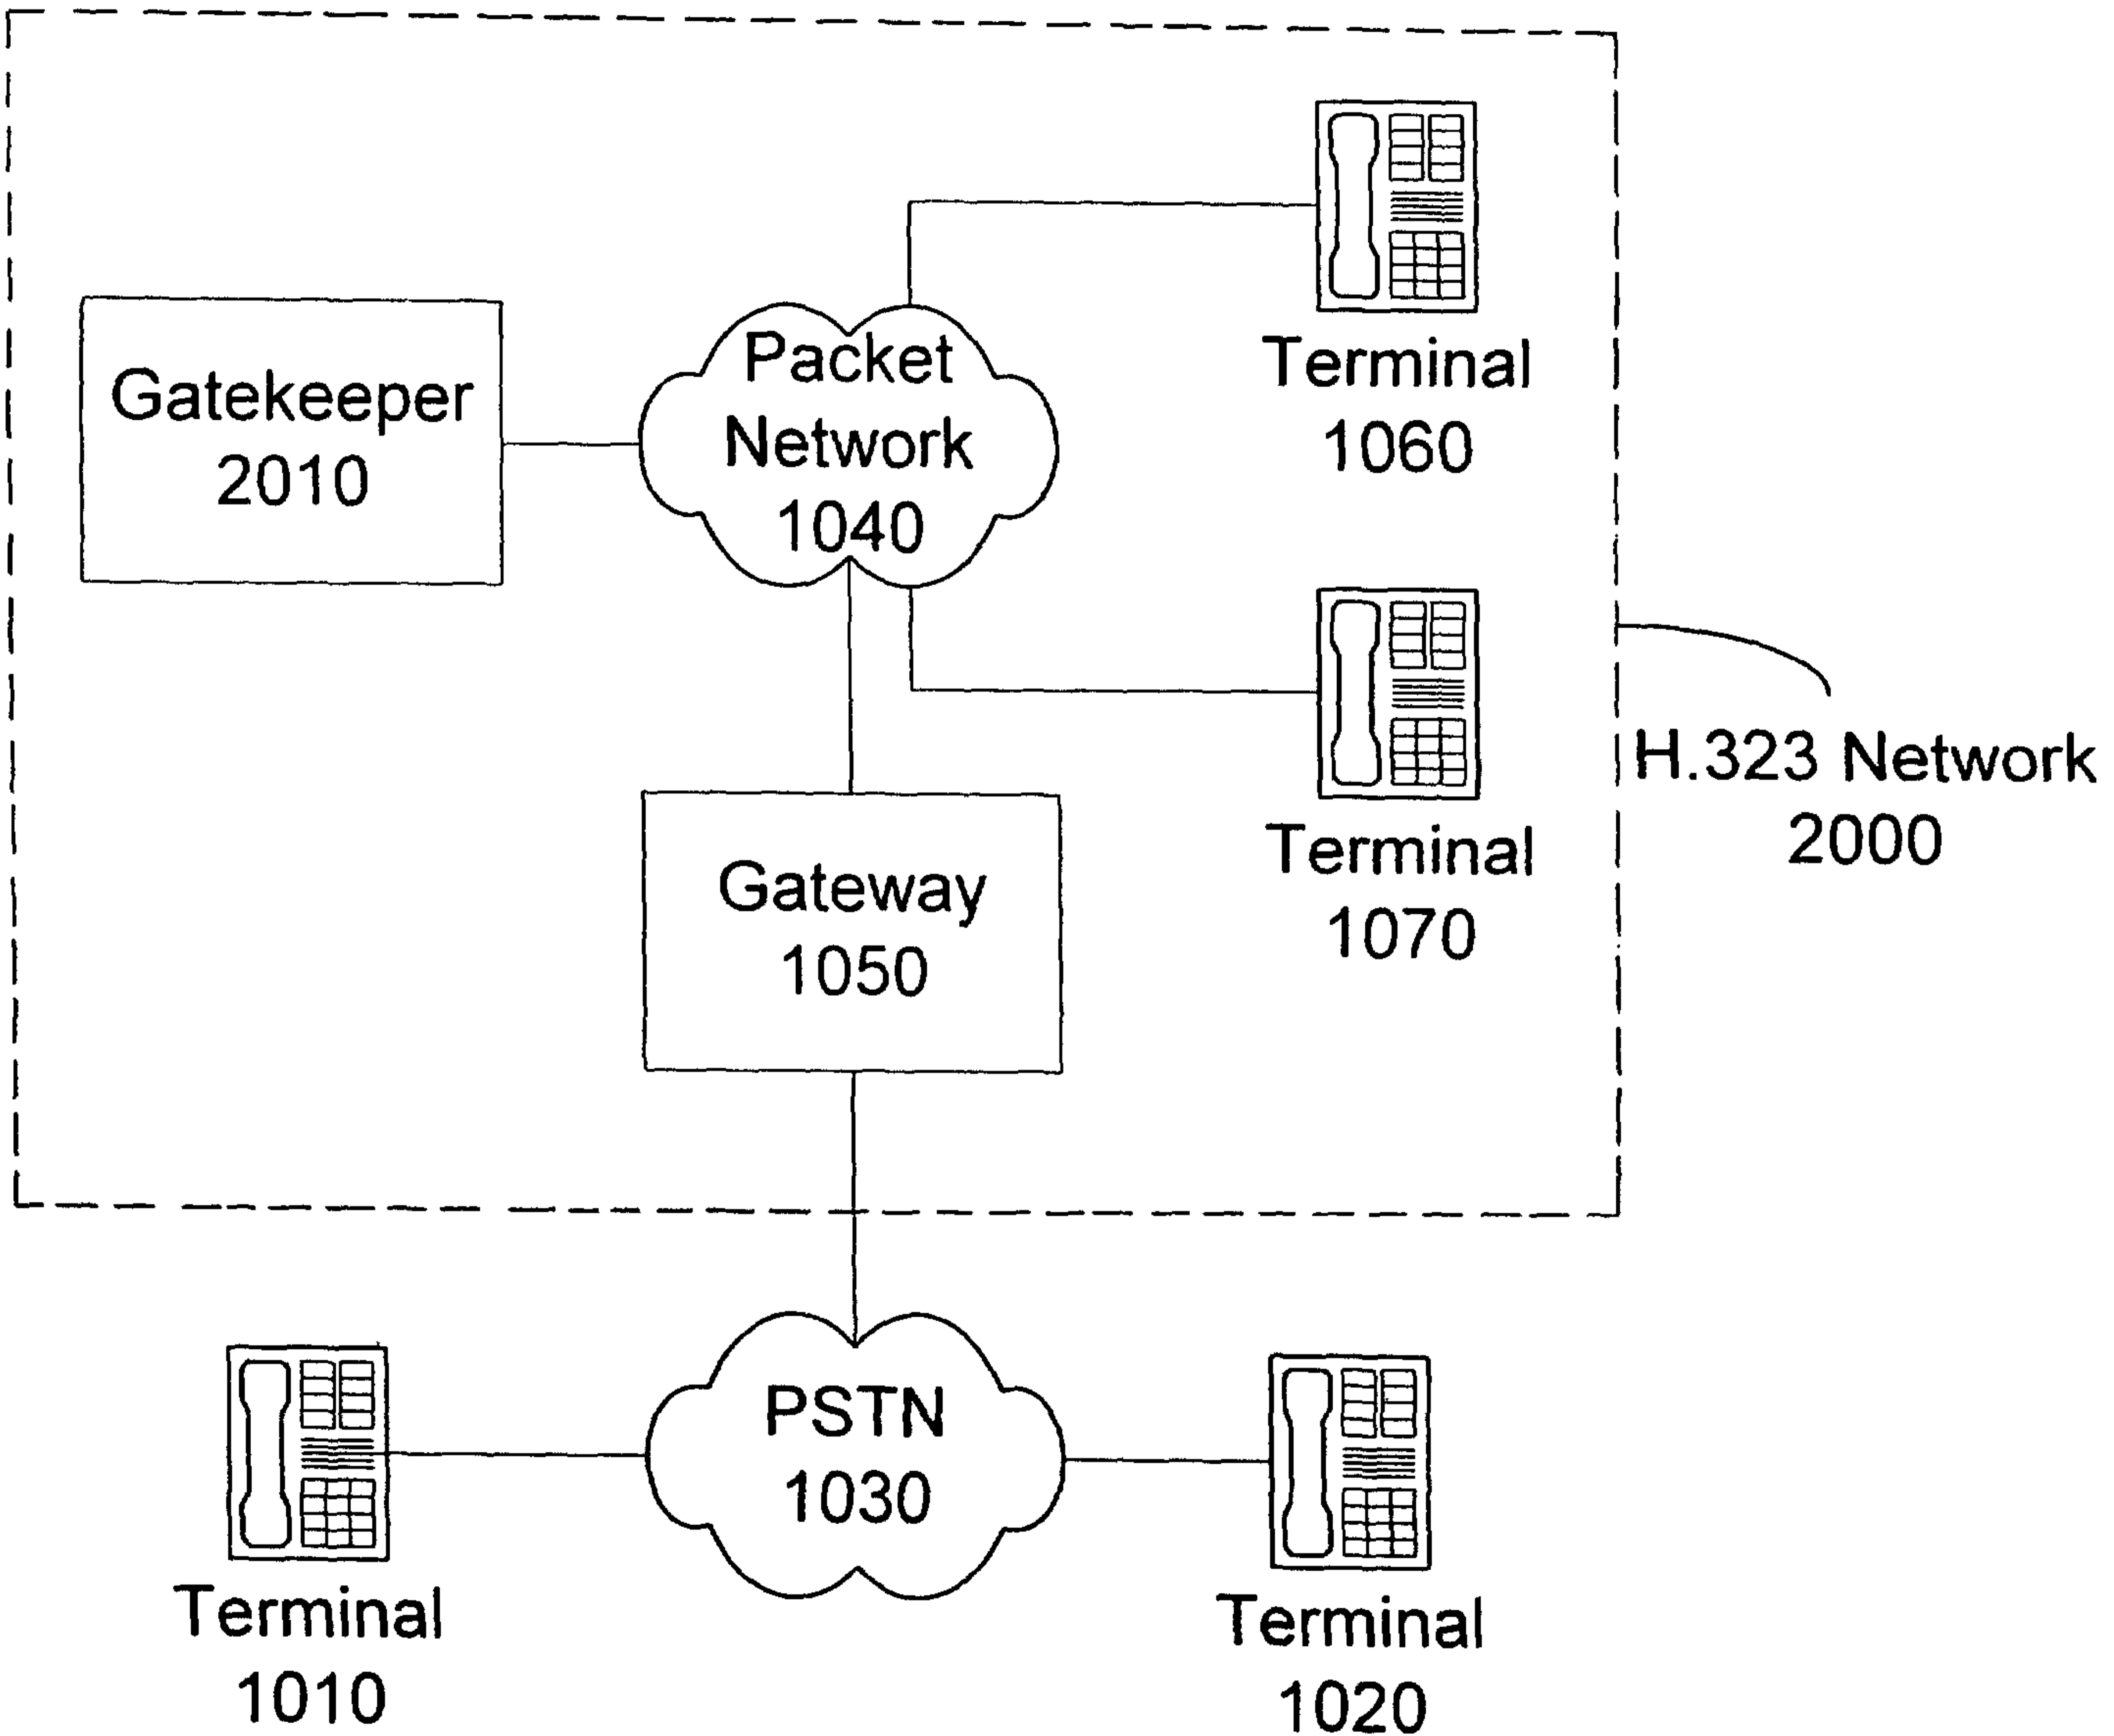 Terminal
1060
Packet
Network
1040
Gatekeeper
2010
H.323 Network
2000
Terminal
1070
Gateway
1050
PSTN
1030
Terminal
1010
Terminal
1020